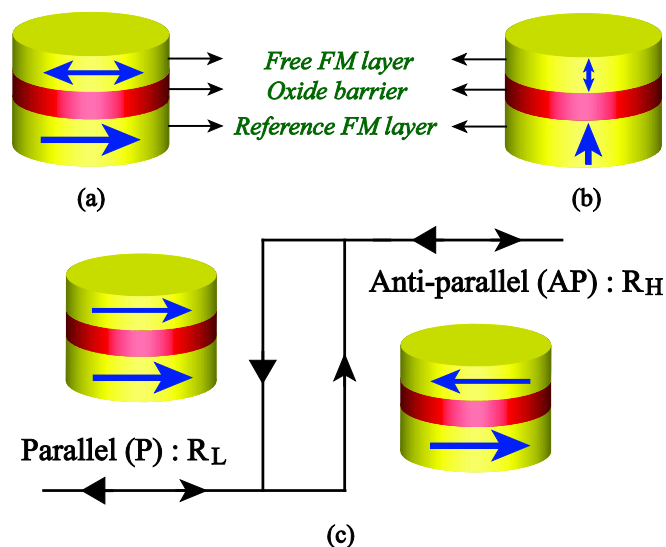 Free FM layer
Oxide barrier
Reference FM layer
(a)
(b)
Anti-parallel (AP) : RH
Parallel (P) : RL
(c)